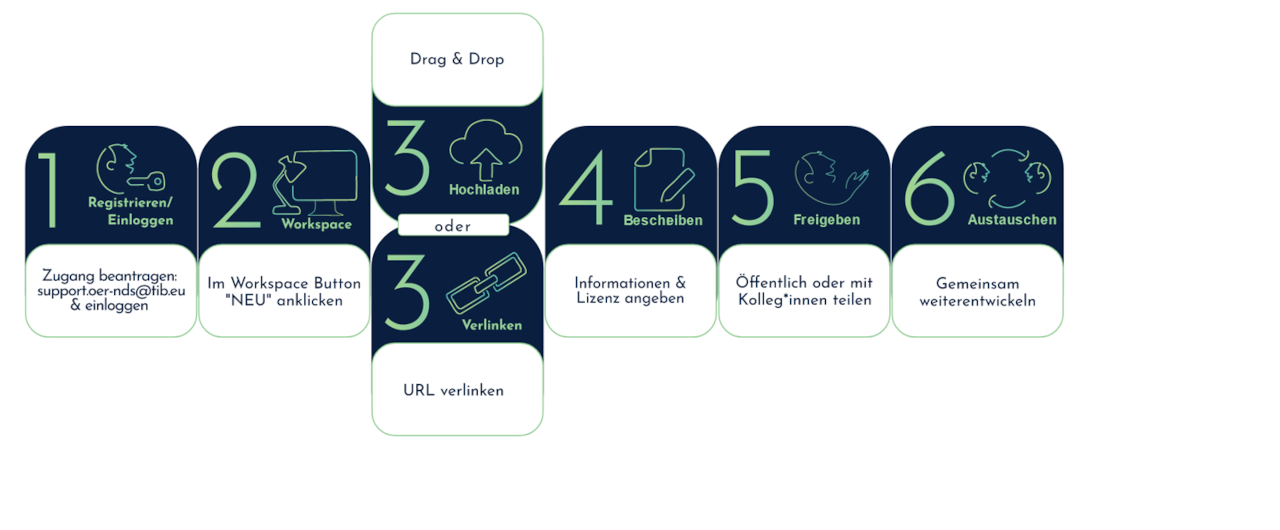 1
Registrieren/
Einloggen
Zugang beantragen:
support.oer-nds@tib.eu
& einloggen
2
Workspace
Im Workspace Button
"NEU" anklicken
Drag & Drop
3
Hochladen
oder
3
Verlinken
URL verlinken
4
Bescheiben
Informationen &
Lizenz angeben
5
Freigeben
Öffentlich oder mit
Kolleg*innen teilen
6
Austauschen
Gemeinsam
weiterentwickeln